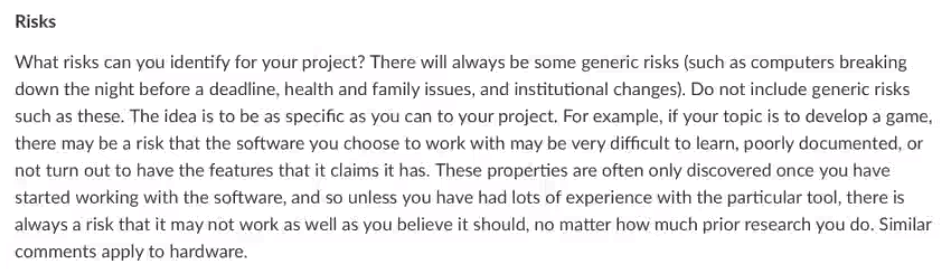 Risks
What risks can you identify for your project? There will always be some generic risks (such as computers breaking
down the night before a deadline, health and family issues, and institutional changes). Do not include generic risks
such as these. The idea is to be as specific as you can to your project. For example, if your topic is to develop a game,
there may be a risk that the software you choose to work with may be very difficult to learn, poorly documented, or
not turn out to have the features that it claims it has. These properties are often only discovered once you have
started working with the software, and so unless you have had lots of experience with the particular tool, there is
always a risk that it may not work as well as you believe it should, no matter how much prior research you do. Similar
comments apply to hardware.